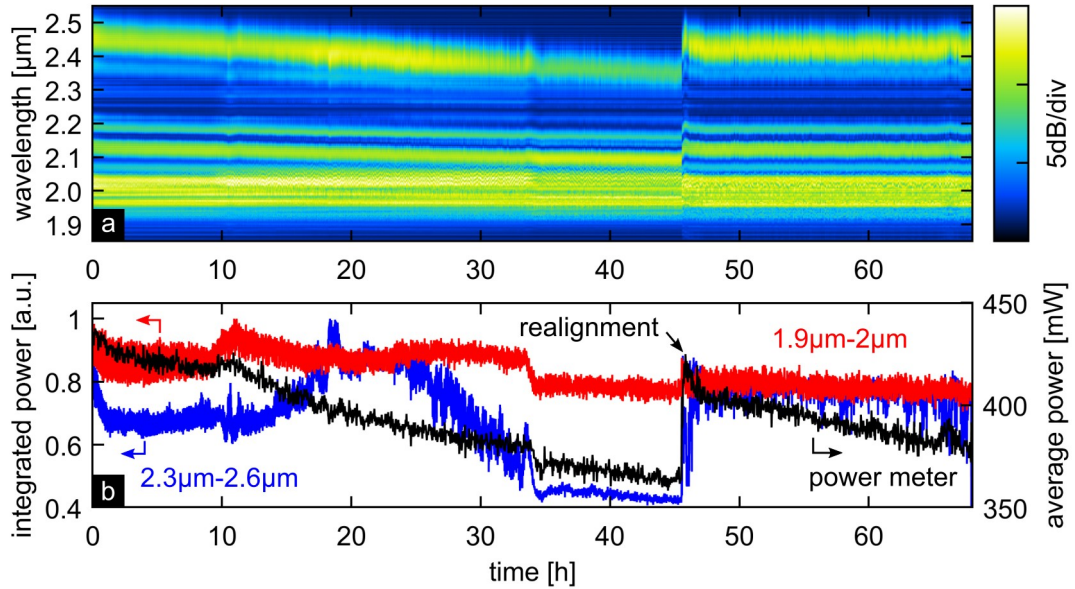 2.5
2.4
2.3
2.2
2.1
2.0
1.9
wavelength [µm]
a
5dB/div
0 10 20 30 40 50 60
1
0.8
0.6
0.4
integrated power [a.u.]
realignment
1.9µm-2µm
2.3µm-2.6µm
power meter
b
450
400
350
average power [mW]
0 10 20 30 40 50 60
time [h]